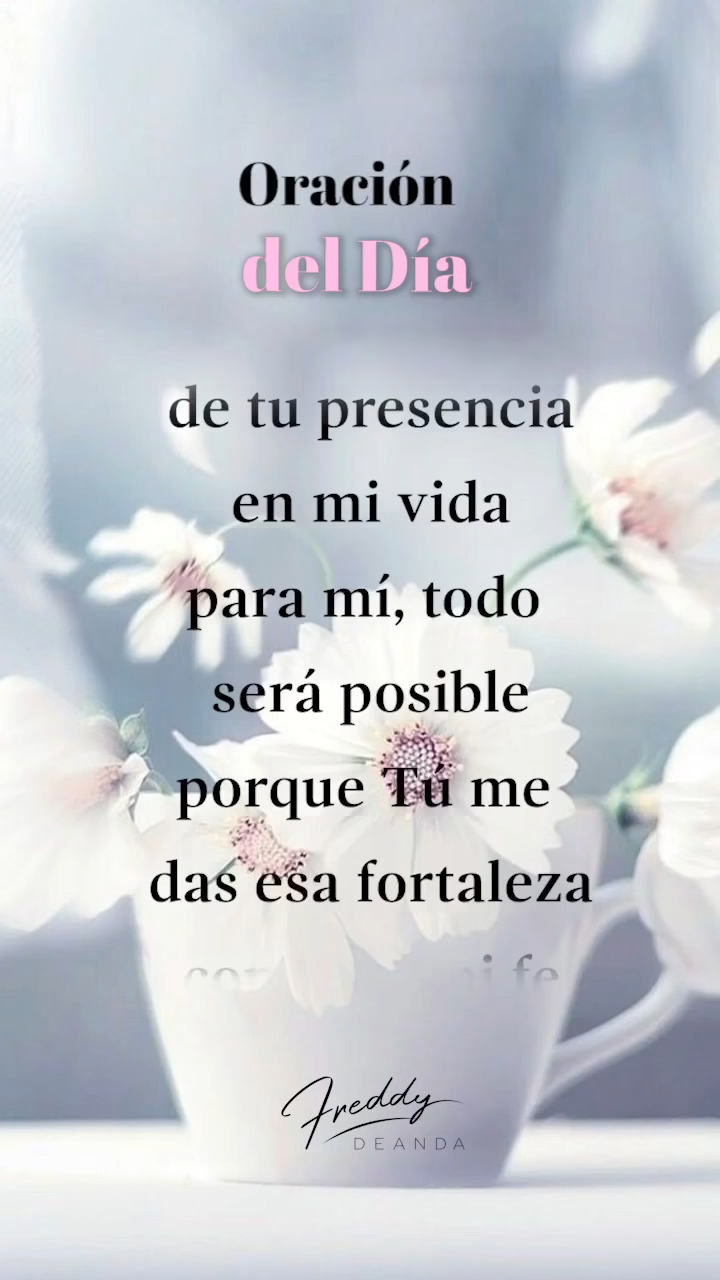 Oración
del Día
de tu presencia
en mi vida
para mí, todo
será posible
porque Tú me
das esa fortaleza
fe
Freddy
DEANDA